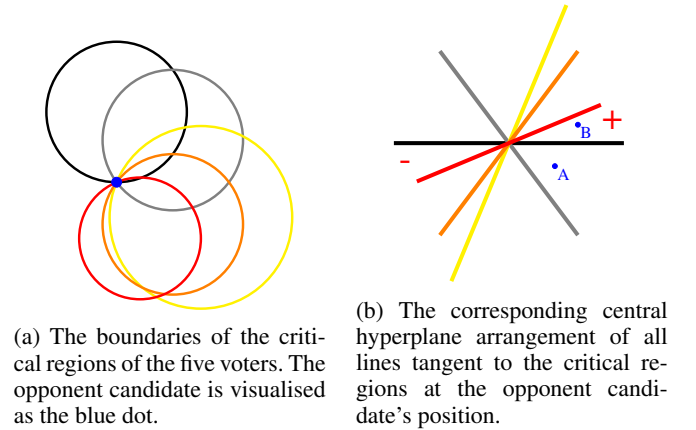 +
B
-
A
(a) The boundaries of the criti-
cal regions of the five voters. The
opponent candidate is visualised
as the blue dot.
(b) The corresponding central
hyperplane arrangement of all
lines tangent to the critical re-
gions at the opponent candi-
date's position.